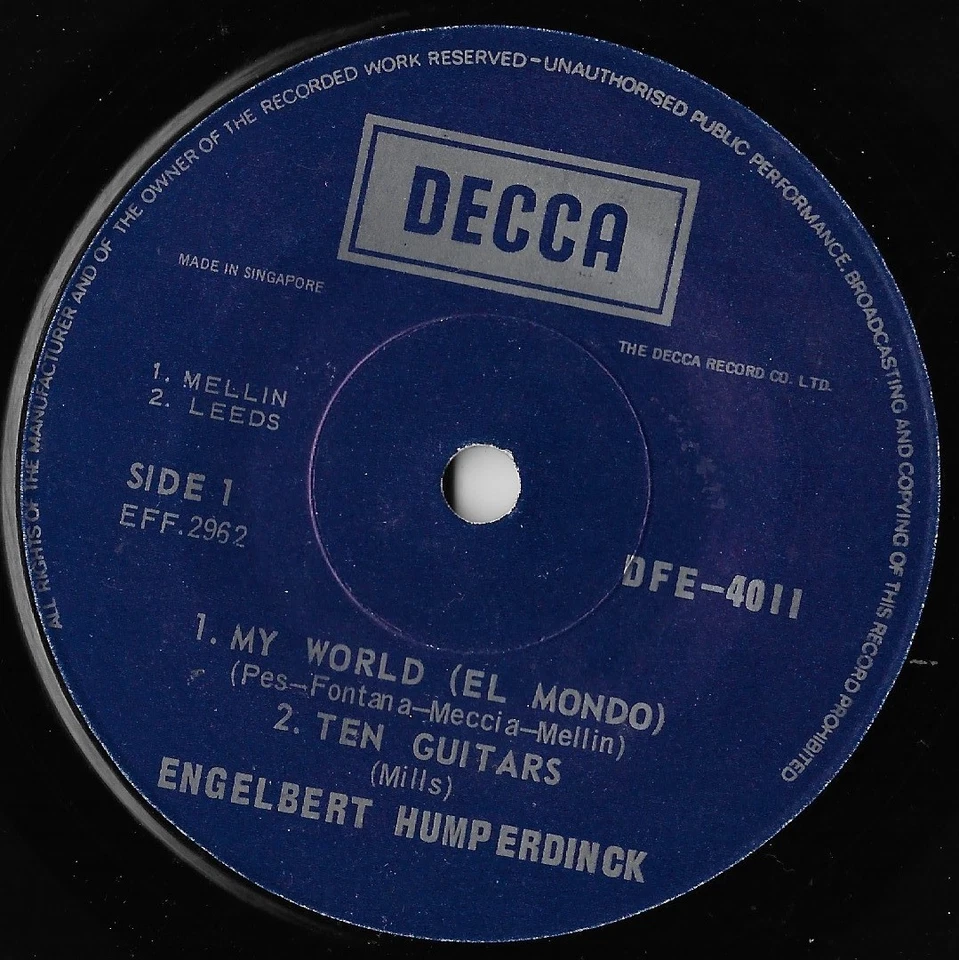 ALL RIGHTS OF THE MANUFACTURER AND OF THE OWNER OF THE RECORDED WORK RESERVED-UNAUTHORISED PUBLIC PERFORMANCE. BROADCASTING AND COPYING OF THIS RECORD PROHIBITED
DECCA
MADE IN SINGAPORE
THE DECCA RECORD CO. LTD.
1. MELLIN
2. LEEDS
SIDE 1
EFF.2962
DFE-4011
1. MY WORLD (EL MONDO)
(Pes-Fontana-Meccia-Mellin)
2. TEN GUITARS
(Mills)
ENGELBERT HUMPERDINCK